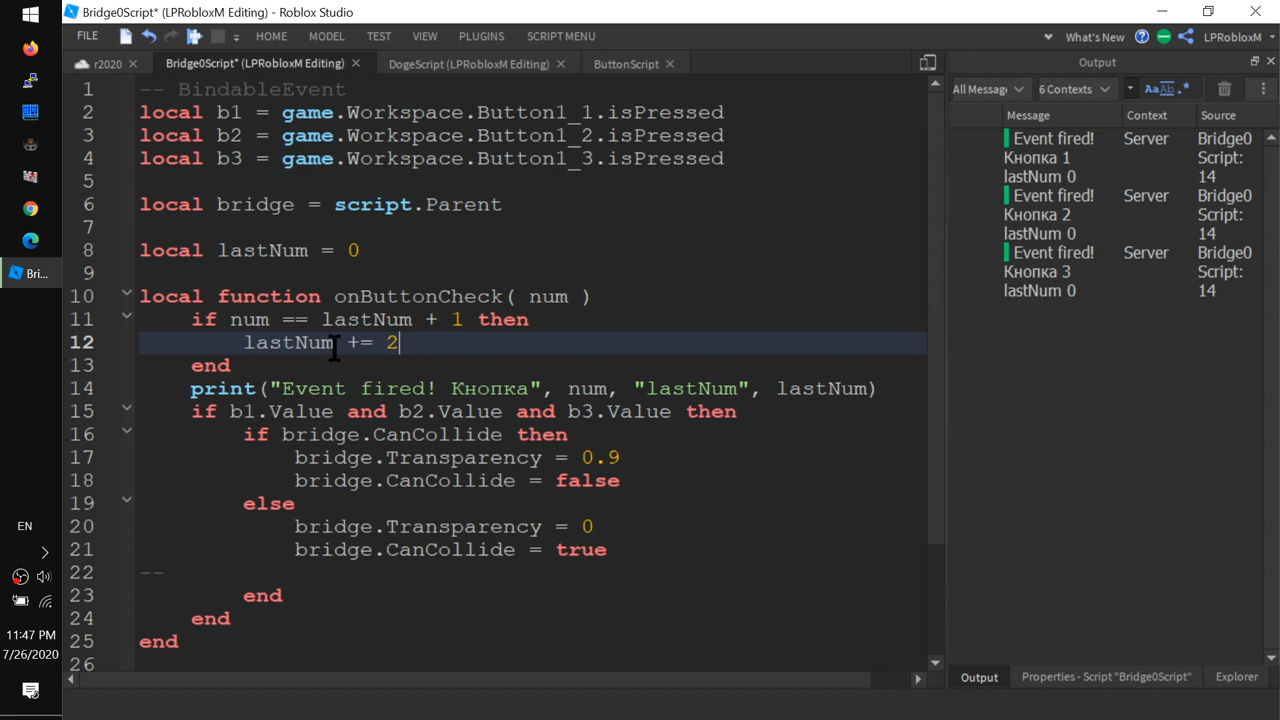 Bridge0Script* (LPRobloxM Editing) - Roblox Studio
FILE HOME MODEL TEST VIEW PLUGINS SCRIPT MENU What's New LPRobloxM
r2020 Bridge0Script* (LPRobloxM Editing) DogeScript (LPRobloxM Editing) ButtonScript
1 -- BindableEvent
2 local b1 = game.Workspace.Button1_1.isPressed
3 local b2 = game.Workspace.Button1_2.isPressed
4 local b3 = game.Workspace.Button1_3.isPressed
5
6 local bridge = script.Parent
7
8 local lastNum = 0
9
10 local function onButtonCheck( num )
11 if num == lastNum + 1 then
12 lastNum += 2
13 end
14 print("Event fired! Кнопка", num, "lastNum", lastNum)
15 if b1.Value and b2.Value and b3.Value then
16 if bridge.CanCollide then
17 bridge.Transparency = 0.9
18 bridge.CanCollide = false
19 else
20 bridge.Transparency = 0
21 bridge.CanCollide = true
22 --
23 end
24 end
25 end
26
Output
All Messag 6 Contexts AaAb.*
Message Context Source
Event fired! Server Bridge0
Кнопка 1 Script:
lastNum 0 14
Event fired! Server Bridge0
Кнопка 2 Script:
lastNum 0 14
Event fired! Server Bridge0
Кнопка 3 Script:
lastNum 0 14
Output Properties - Script "Bridge0Script" Explorer
Bri...
EN
11:47 PM
7/26/2020